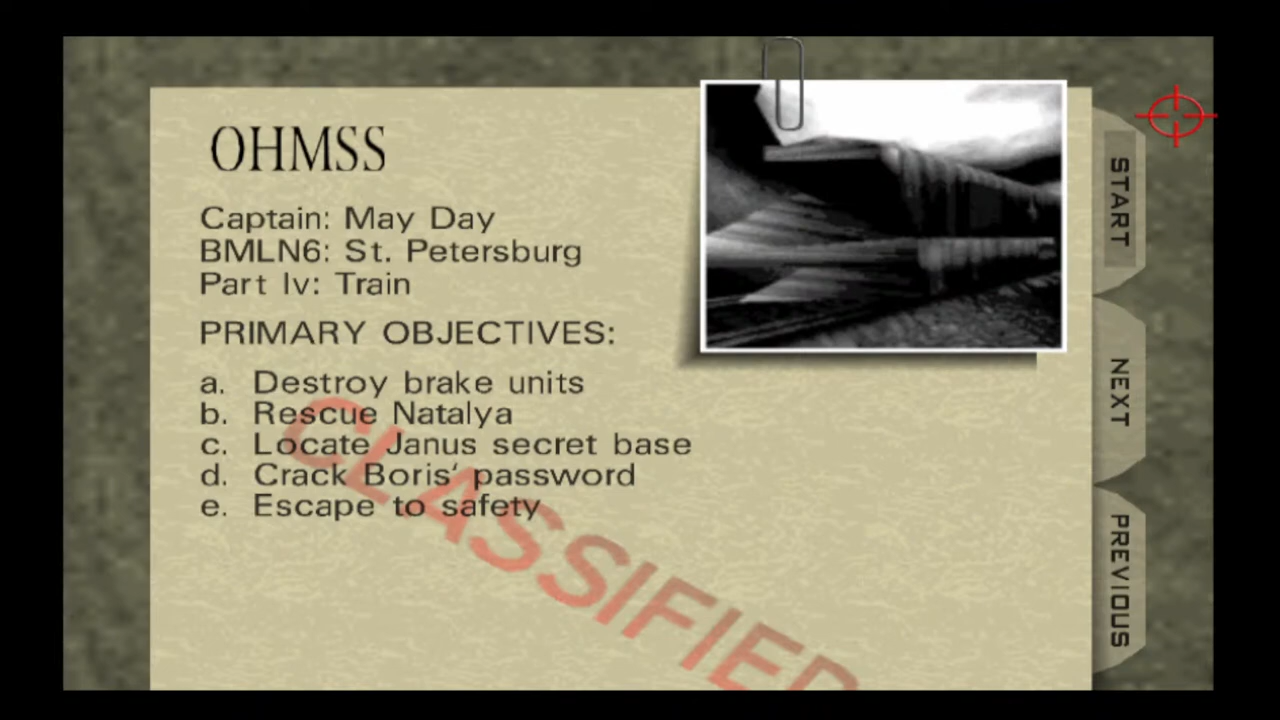 OHMSS
Captain: May Day
BMLN6: St. Petersburg
Part Iv: Train
PRIMARY OBJECTIVES:
a. Destroy brake units
b. Rescue Natalya
c. Locate Janus secret base
d. Crack Boris' password
e. Escape to safety
CLASSIFIED
START
NEXT
PREVIOUS